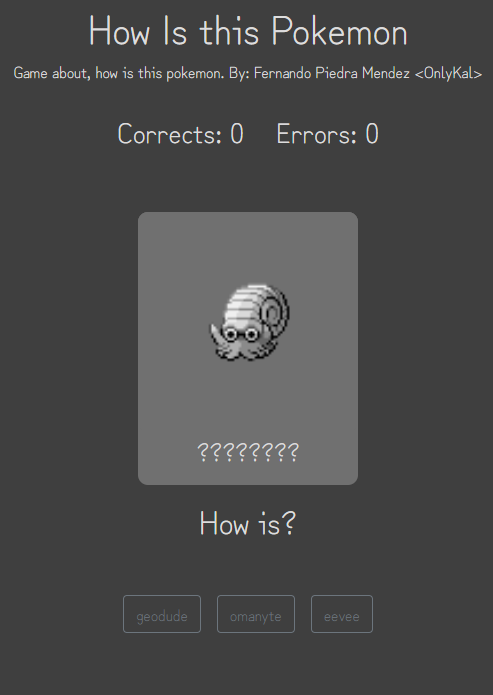 How Is this Pokemon
Game about, how is this pokemon. By: Fernando Piedra Mendez <OnlyKal>
Corrects: 0 Errors: 0
????????
How is?
geodude omanyte eevee